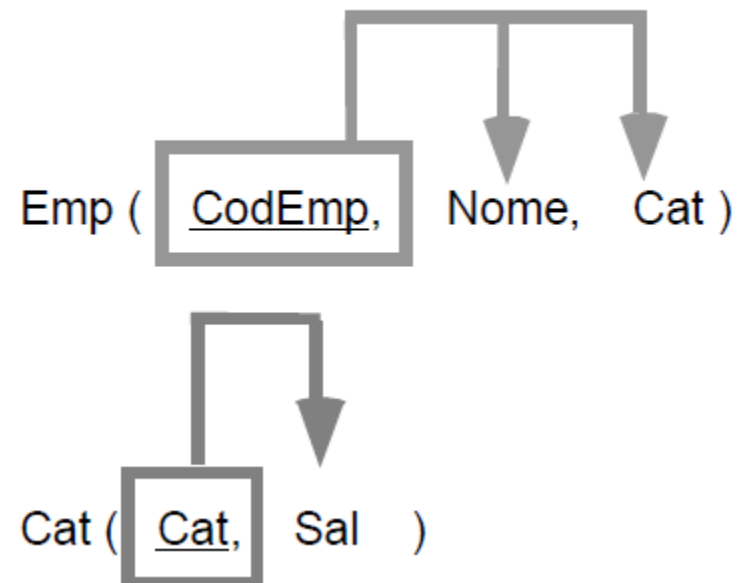 Emp ( CodEmp, Nome, Cat )
Cat ( Cat, Sal )